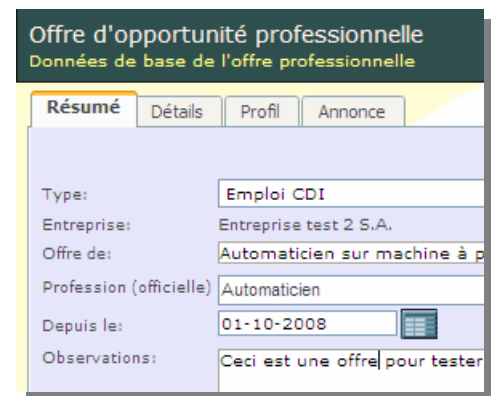 Offre d'opportunité professionnelle
Données de base de l'offre professionnelle
Résumé Détails Profil Annonce
Type: Emploi CDI
Entreprise: Entreprise test 2 S.A.
Offre de: Automaticien sur machine à p
Profession (officielle) Automaticien
Depuis le: 01-10-2008
Observations: Ceci est une offre pour tester